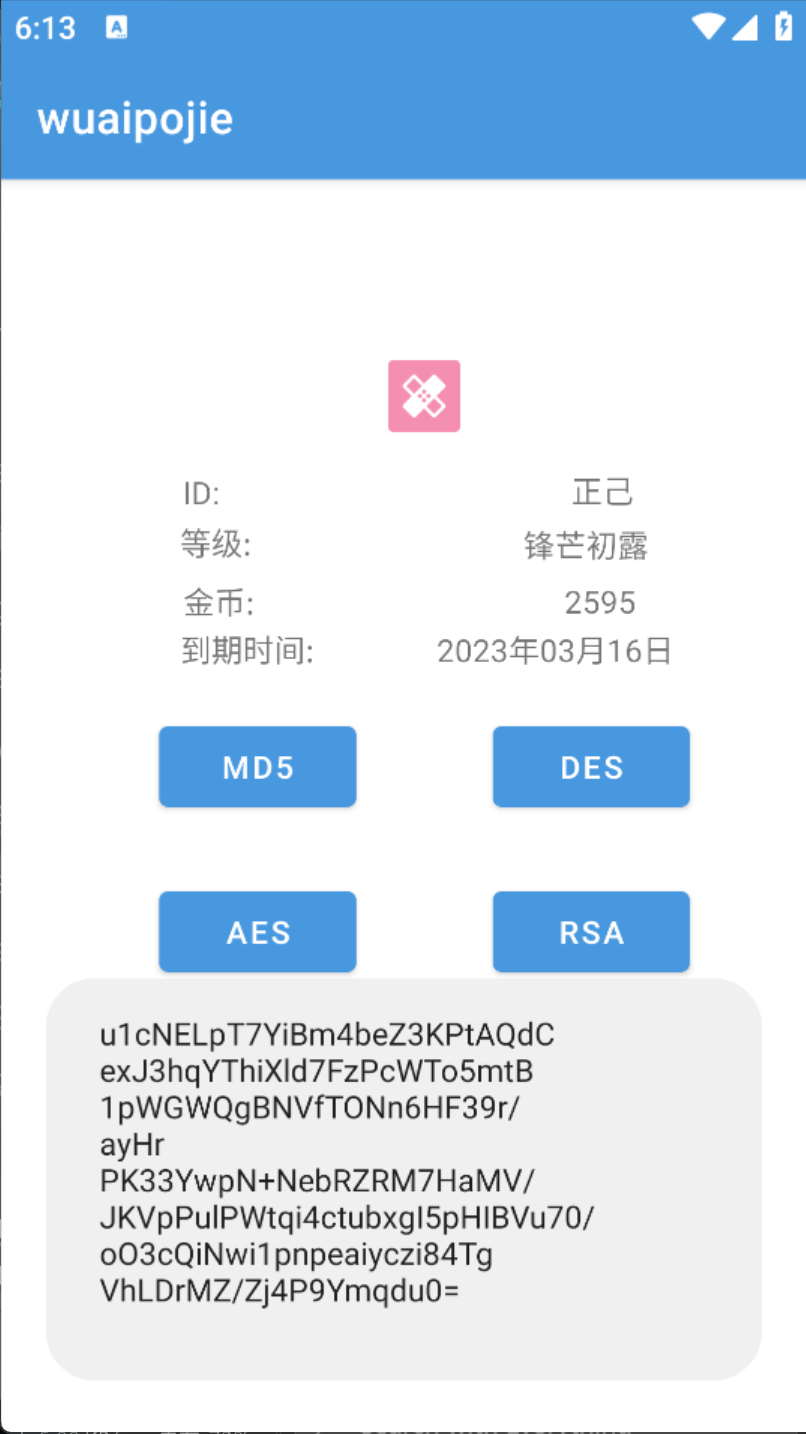 6:13
wuaipojie
ID: 正己
等级: 锋芒初露
金币: 2595
到期时间: 2023年03月16日
MD5 DES
AES RSA
u1cNELpT7YiBm4beZ3KPtAQdC
exJ3hqYThiXld7FzPcWTo5mtB
1pWGWQgBNVfTONn6HF39r/
ayHr
PK33YwpN+NebRZRM7HaMV/
JKVpPulPWtqi4ctubxgI5pHIBVu70/
oO3cQiNwi1pnpeaiyczi84Tg
VhLDrMZ/Zj4P9Ymqdu0=